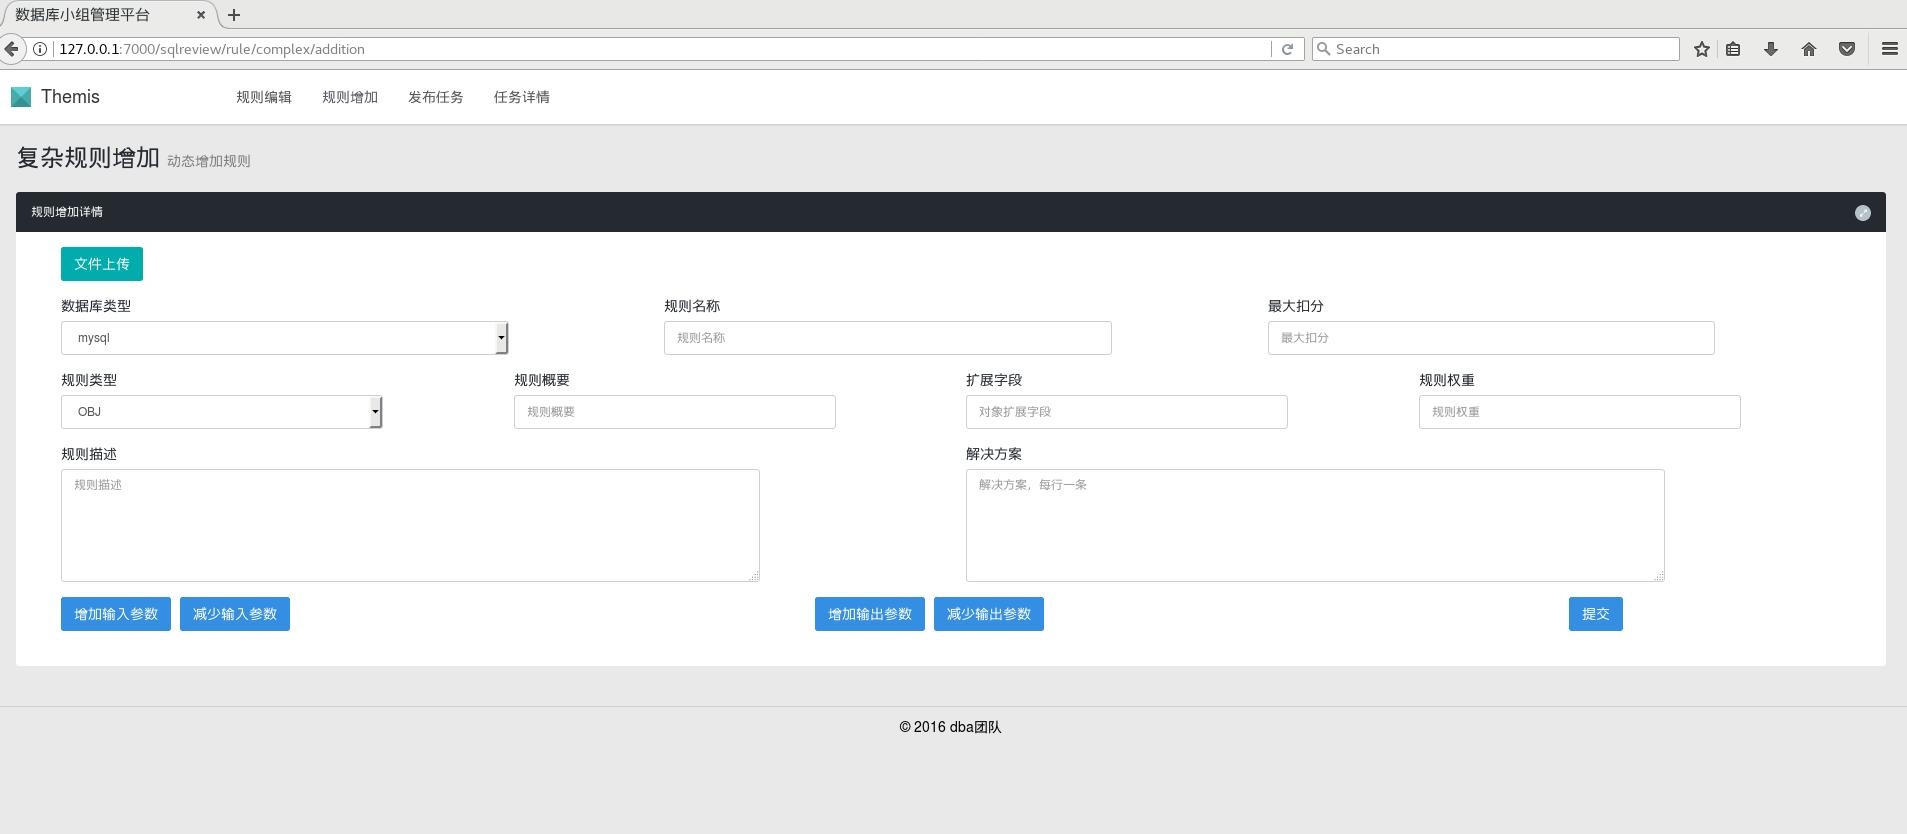 数据库小组管理平台
127.0.0.1:7000/sqlreview/rule/complex/addition
Search
Themis 规则编辑 规则增加 发布任务 任务详情
复杂规则增加 动态增加规则
规则增加详情
文件上传
数据库类型 规则名称 最大扣分
mysql 规则名称 最大扣分
规则类型 规则概要 扩展字段 规则权重
OBJ 规则概要 对象扩展字段 规则权重
规则描述 解决方案
规则描述 解决方案，每行一条
增加输入参数 减少输入参数 增加输出参数 减少输出参数 提交
© 2016 dba团队